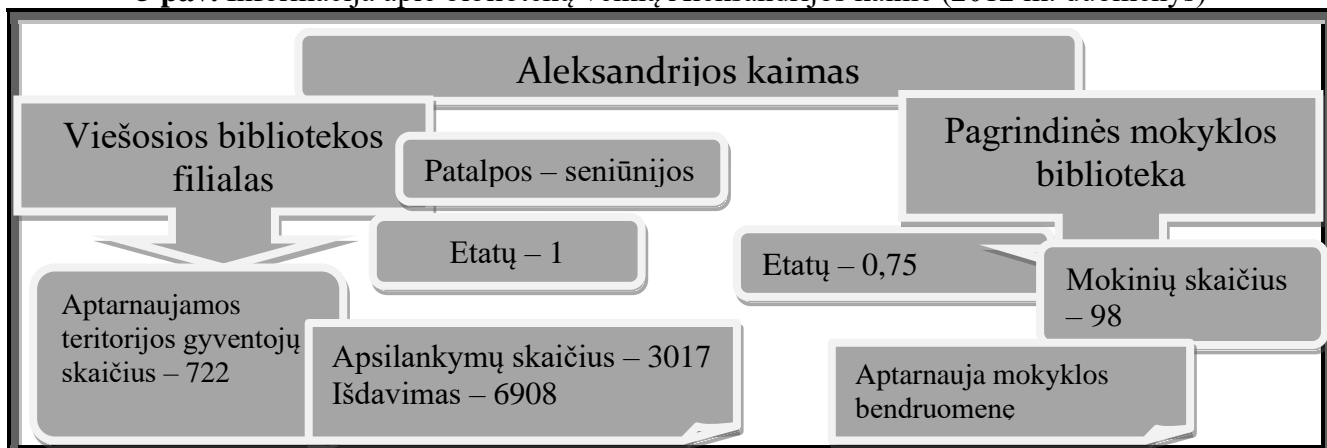 Aleksandrijos kaimas
Viešosios bibliotekos
filialas
Patalpos – seniūnijos
Etatų – 1
Aptarnaujamos
teritorijos gyventojų
skaičius – 722
Apsilankymų skaičius – 3017
Išdavimas – 6908
Pagrindinės mokyklos
biblioteka
Etatų – 0,75
Mokinių skaičius
– 98
Aptarnauja mokyklos
bendruomenę